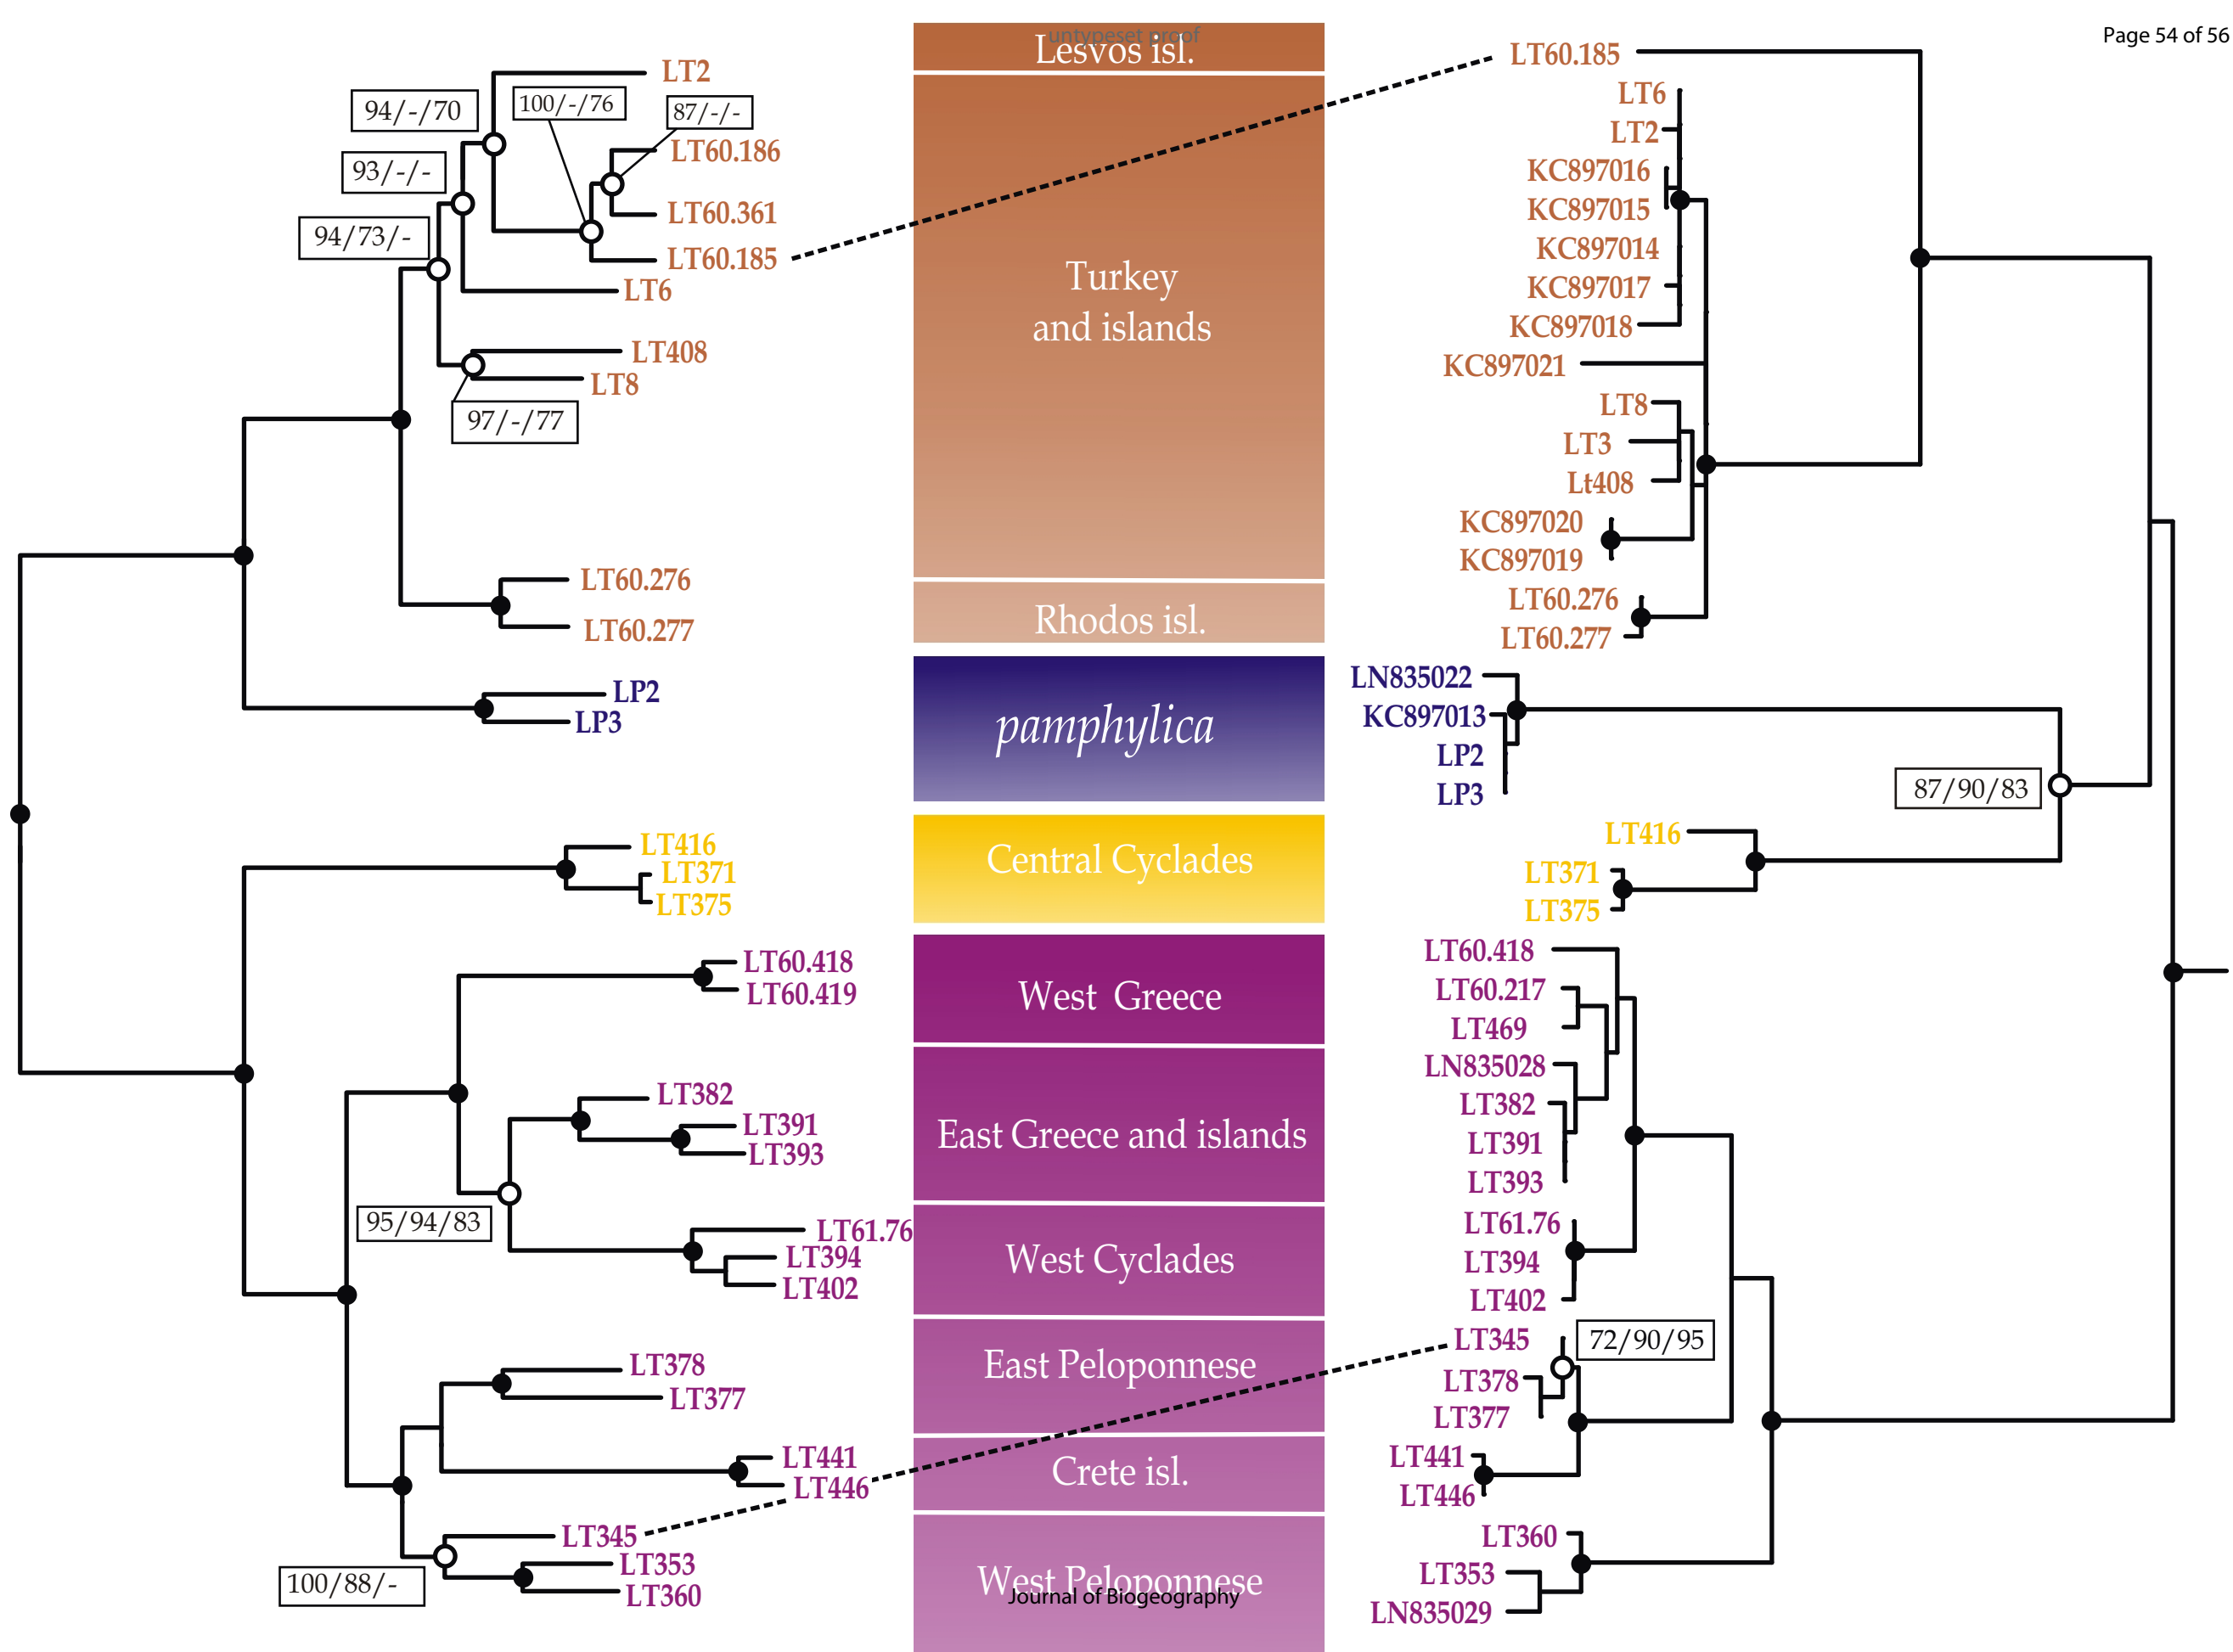 Page 54 of 56
untypeset proof
LT2
94/-/70
100/-/76
87/-/-
LT60.186
93/-/-
LT60.361
94/73/-
LT60.185
LT6
LT408
LT8
97/-/77
LT60.276
LT60.277
LP2
LP3
LT416
LT371
LT375
LT60.418
LT60.419
LT382
LT391
LT393
95/94/83
LT61.76
LT394
LT402
LT378
LT377
LT441
LT446
LT345
LT353
LT360
100/88/-
Lesvos isl.
Turkey
and islands
Rhodos isl.
pamphylica
Central Cyclades
West Greece
East Greece and islands
West Cyclades
East Peloponnese
Crete isl.
West Peloponnese
Journal of Biogeography
LT60.185
LT6
LT2
KC897016
KC897015
KC897014
KC897017
KC897018
KC897021
LT8
LT3
Lt408
KC897020
KC897019
LT60.276
LT60.277
LN835022
KC897013
LP2
LP3
87/90/83
LT416
LT371
LT375
LT60.418
LT60.217
LT469
LN835028
LT382
LT391
LT393
LT61.76
LT394
LT402
LT345
72/90/95
LT378
LT377
LT441
LT446
LT360
LT353
LN835029